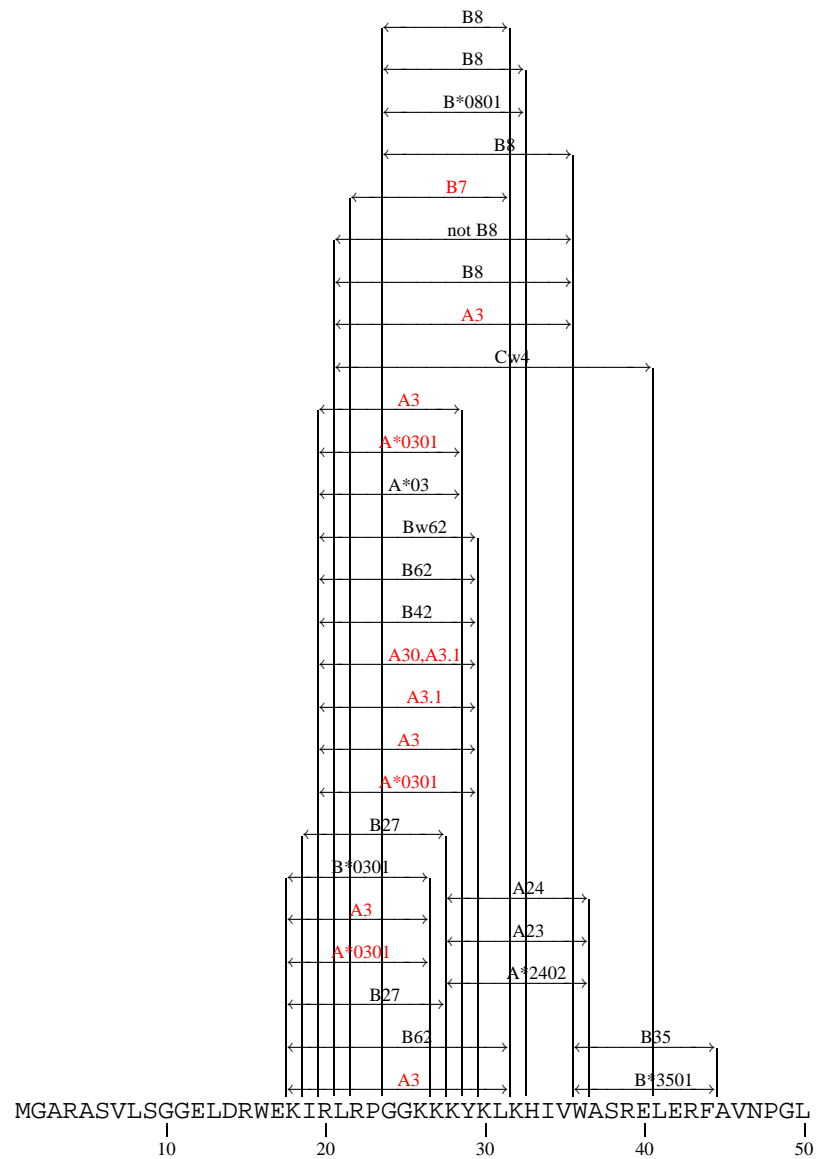 B8
B8
B*0801
B8
B7
not B8
B8
A3
Cw4
A3
A*0301
A*03
Bw62
B62
B42
A30,A3.1
A3.1
A3
A*0301
B27
B*0301
A24
A3
A23
A*0301
A*2402
B27
B62 B35
A3 B*3501
MGARASVLSGGELDRWEKIRLRPGGKKKYKLKHIVWASRELERFAVNPGL
10 20 30 40 50